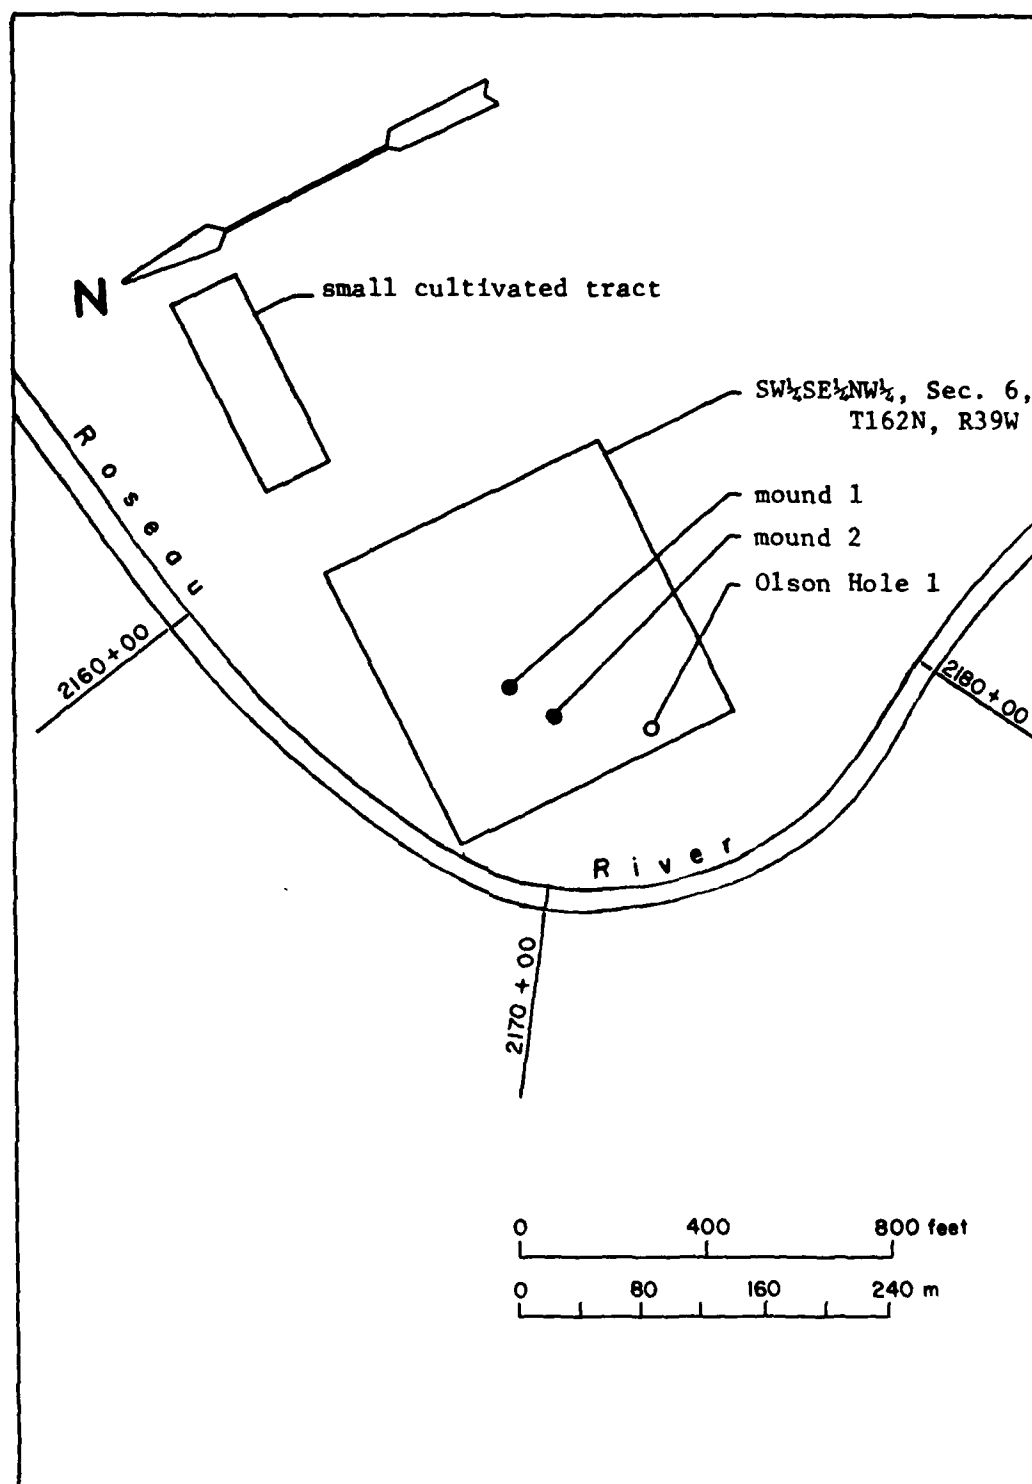 N
small cultivated tract
SW¼SE¼NW¼, Sec. 6,
T162N, R39W
mound 1
mound 2
Olson Hole 1
Roseau
2160+00
2180+00
River
2170+00
0 400 800 feet
0 80 160 240 m